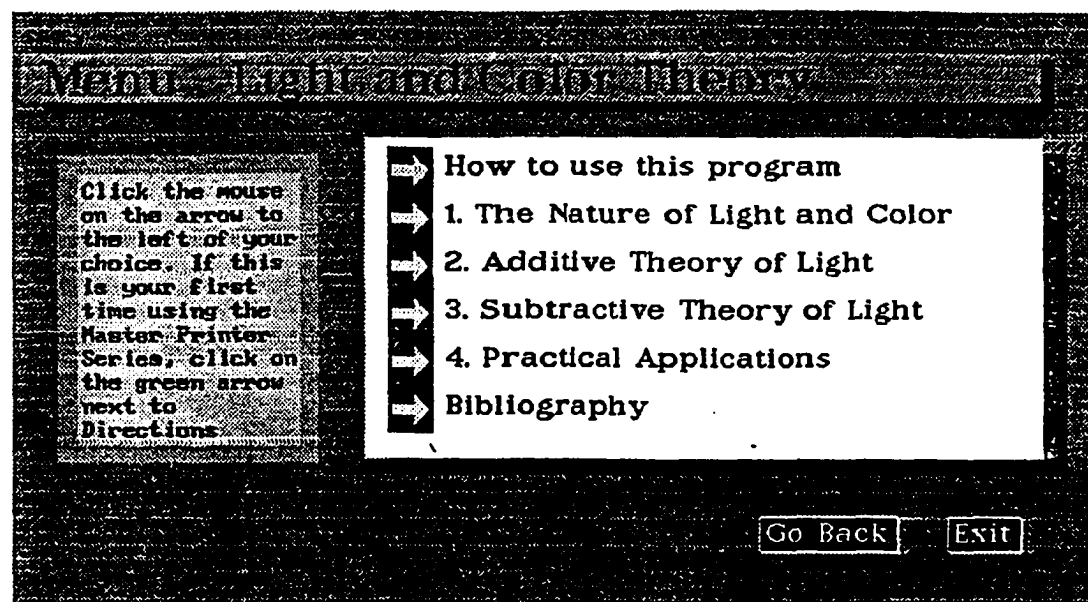 Menu - Light and Color Theory
Click the mouse
on the arrow to
the left of your
choice. If this
is your first
time using the
Master Printer
Series, click on
the green arrow
next to
Directions
How to use this program
1. The Nature of Light and Color
2. Additive Theory of Light
3. Subtractive Theory of Light
4. Practical Applications
Bibliography
Go Back
Exit